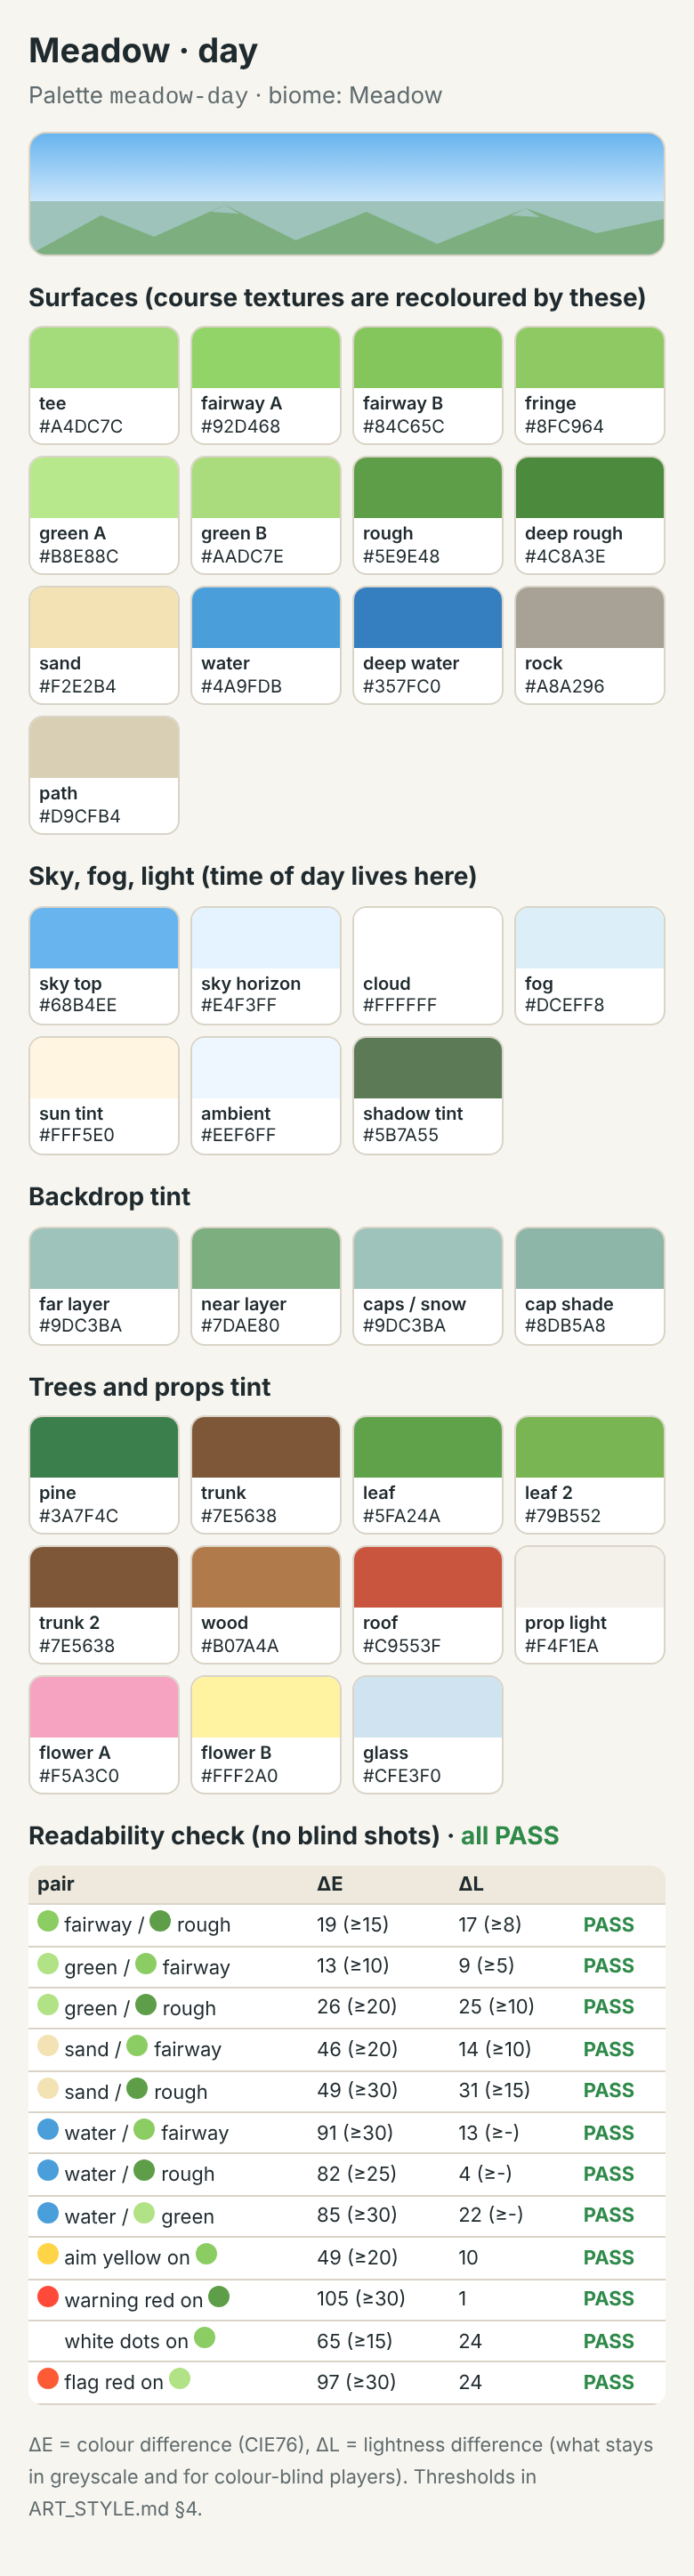 Meadow · day
Palette meadow-day · biome: Meadow
Surfaces (course textures are recoloured by these)
tee fairway A fairway B fringe
#A4DC7C #92D468 #84C65C #8FC964
green A green B rough deep rough
#B8E88C #AADC7E #5E9E48 #4C8A3E
sand water deep water rock
#F2E2B4 #4A9FDB #357FC0 #A8A296
path
#D9CFB4
Sky, fog, light (time of day lives here)
sky top sky horizon cloud fog
#68B4EE #E4F3FF #FFFFFF #DCEFF8
sun tint ambient shadow tint
#FFF5E0 #EEF6FF #5B7A55
Backdrop tint
far layer near layer caps / snow cap shade
#9DC3BA #7DAE80 #9DC3BA #8DB5A8
Trees and props tint
pine trunk leaf leaf 2
#3A7F4C #7E5638 #5FA24A #79B552
trunk 2 wood roof prop light
#7E5638 #B07A4A #C9553F #F4F1EA
flower A flower B glass
#F5A3C0 #FFF2A0 #CFE3F0
Readability check (no blind shots) · all PASS
pair ΔE ΔL
fairway / rough 19 (≥15) 17 (≥8) PASS
green / fairway 13 (≥10) 9 (≥5) PASS
green / rough 26 (≥20) 25 (≥10) PASS
sand / fairway 46 (≥20) 14 (≥10) PASS
sand / rough 49 (≥30) 31 (≥15) PASS
water / fairway 91 (≥30) 13 (≥-) PASS
water / rough 82 (≥25) 4 (≥-) PASS
water / green 85 (≥30) 22 (≥-) PASS
aim yellow on 49 (≥20) 10 PASS
warning red on 105 (≥30) 1 PASS
white dots on 65 (≥15) 24 PASS
flag red on 97 (≥30) 24 PASS
ΔE = colour difference (CIE76), ΔL = lightness difference (what stays
in greyscale and for colour-blind players). Thresholds in
ART_STYLE.md §4.